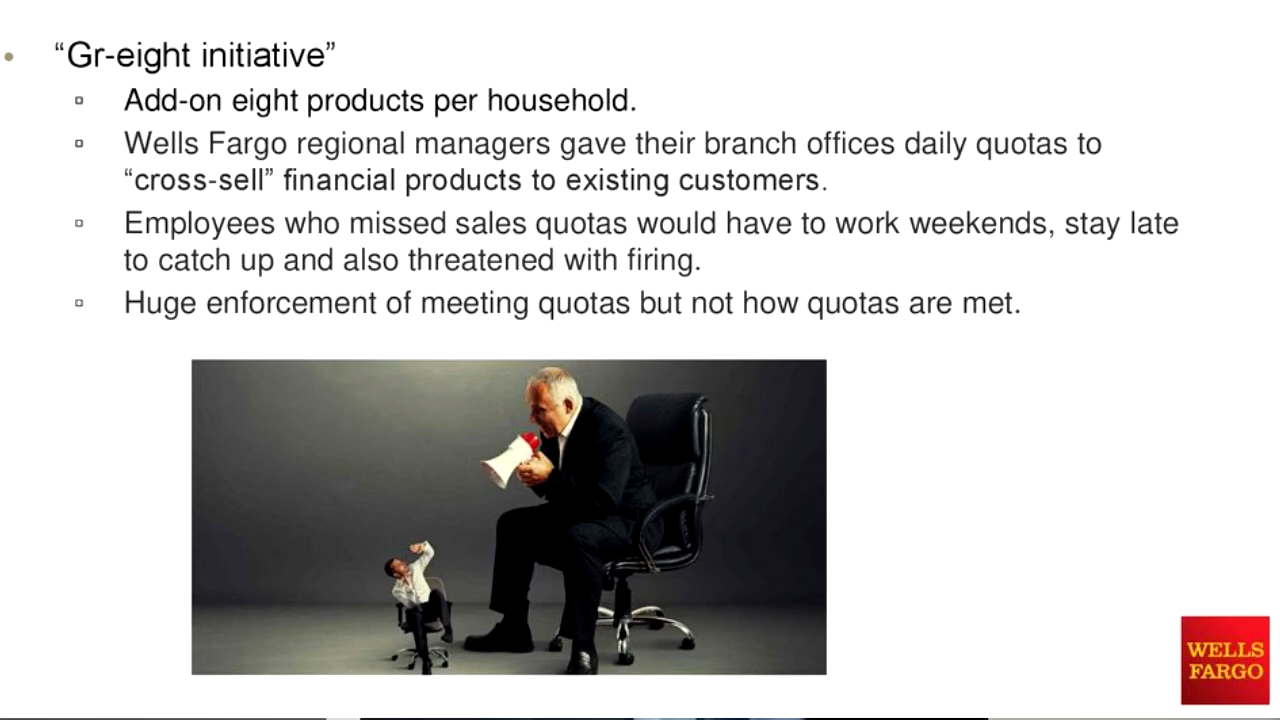 • “Gr-eight initiative”
▫ Add-on eight products per household.
▫ Wells Fargo regional managers gave their branch offices daily quotas to
“cross-sell” financial products to existing customers.
▫ Employees who missed sales quotas would have to work weekends, stay late
to catch up and also threatened with firing.
▫ Huge enforcement of meeting quotas but not how quotas are met.
WELLS
FARGO